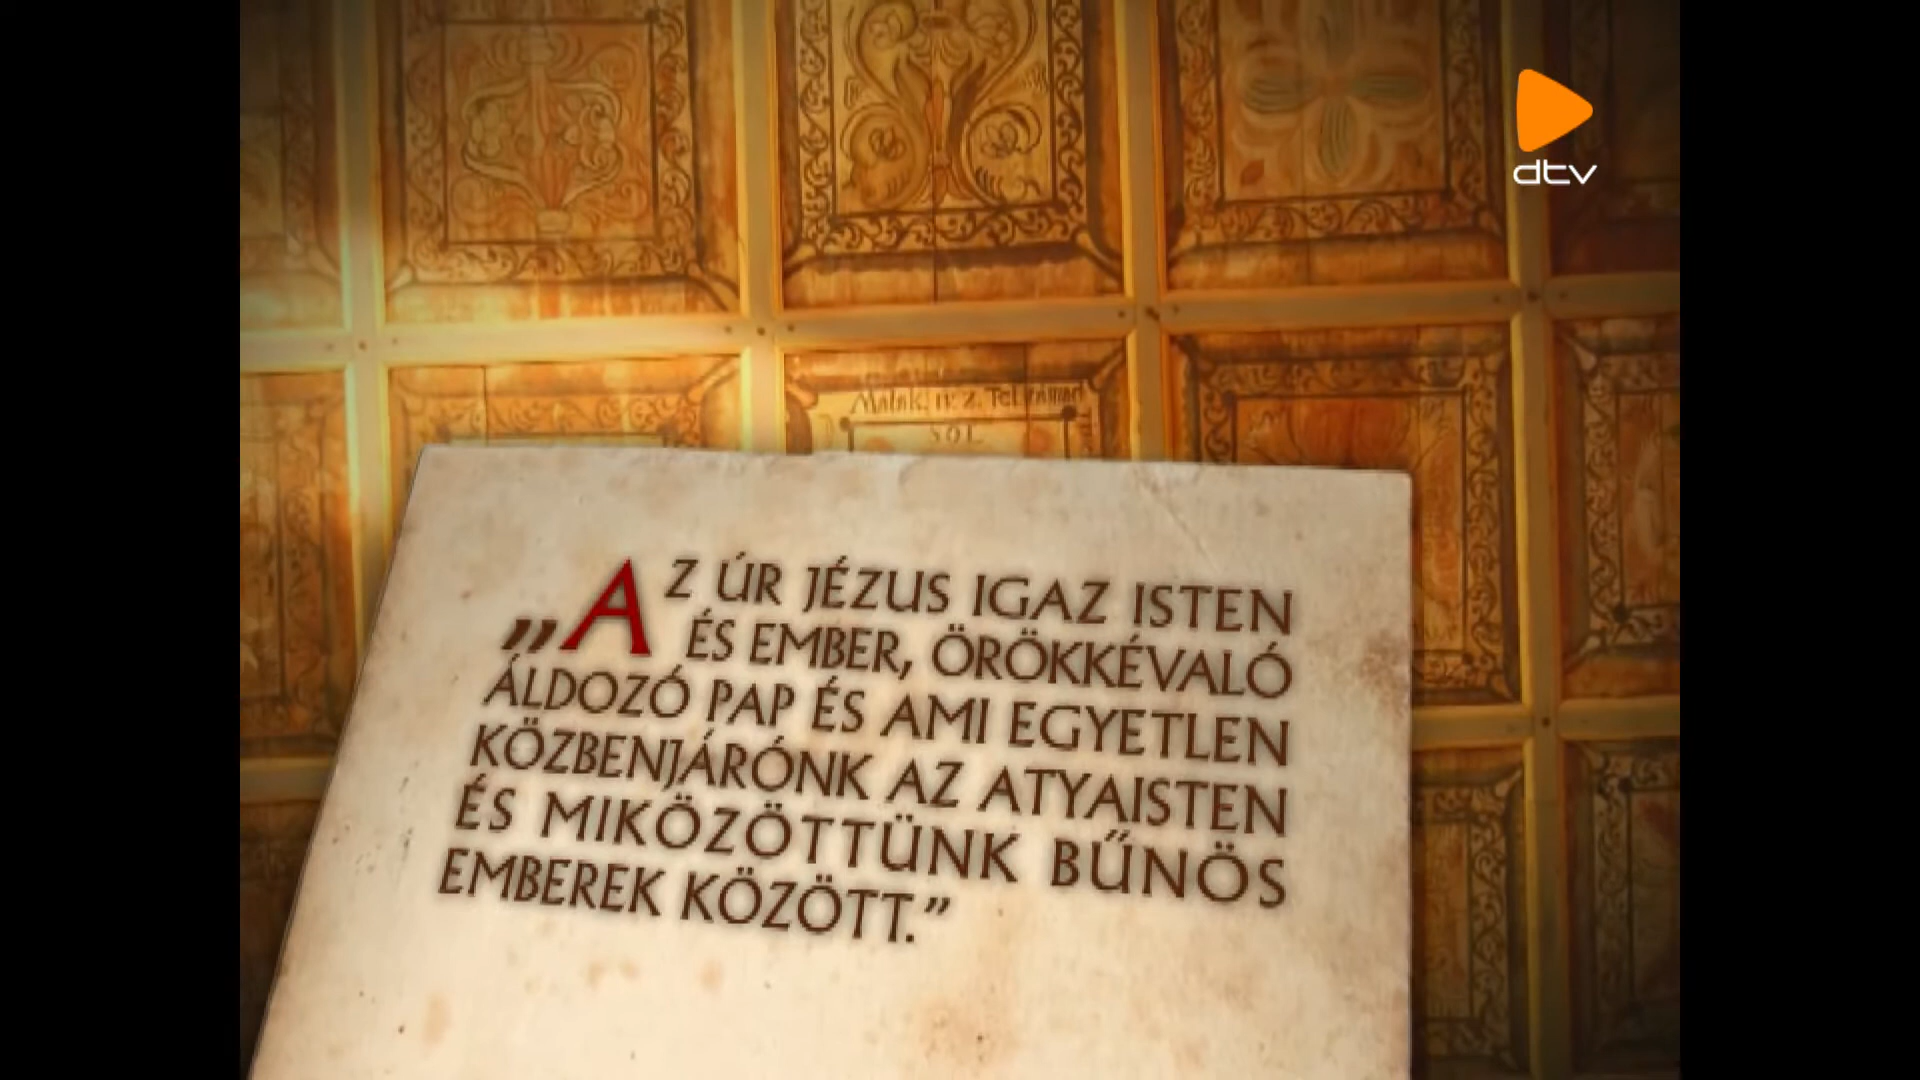 dtv
„AZ ÚR JÉZUS IGAZ ISTEN
ÉS EMBER, ÖRÖKKÉVALÓ
ÁLDOZÓ PAP ÉS AMI EGYETLEN
KÖZBENJÁRÓNK AZ ATYAISTEN
ÉS MIKÖZÖTTÜNK BŰNÖS
EMBEREK KÖZÖTT.”